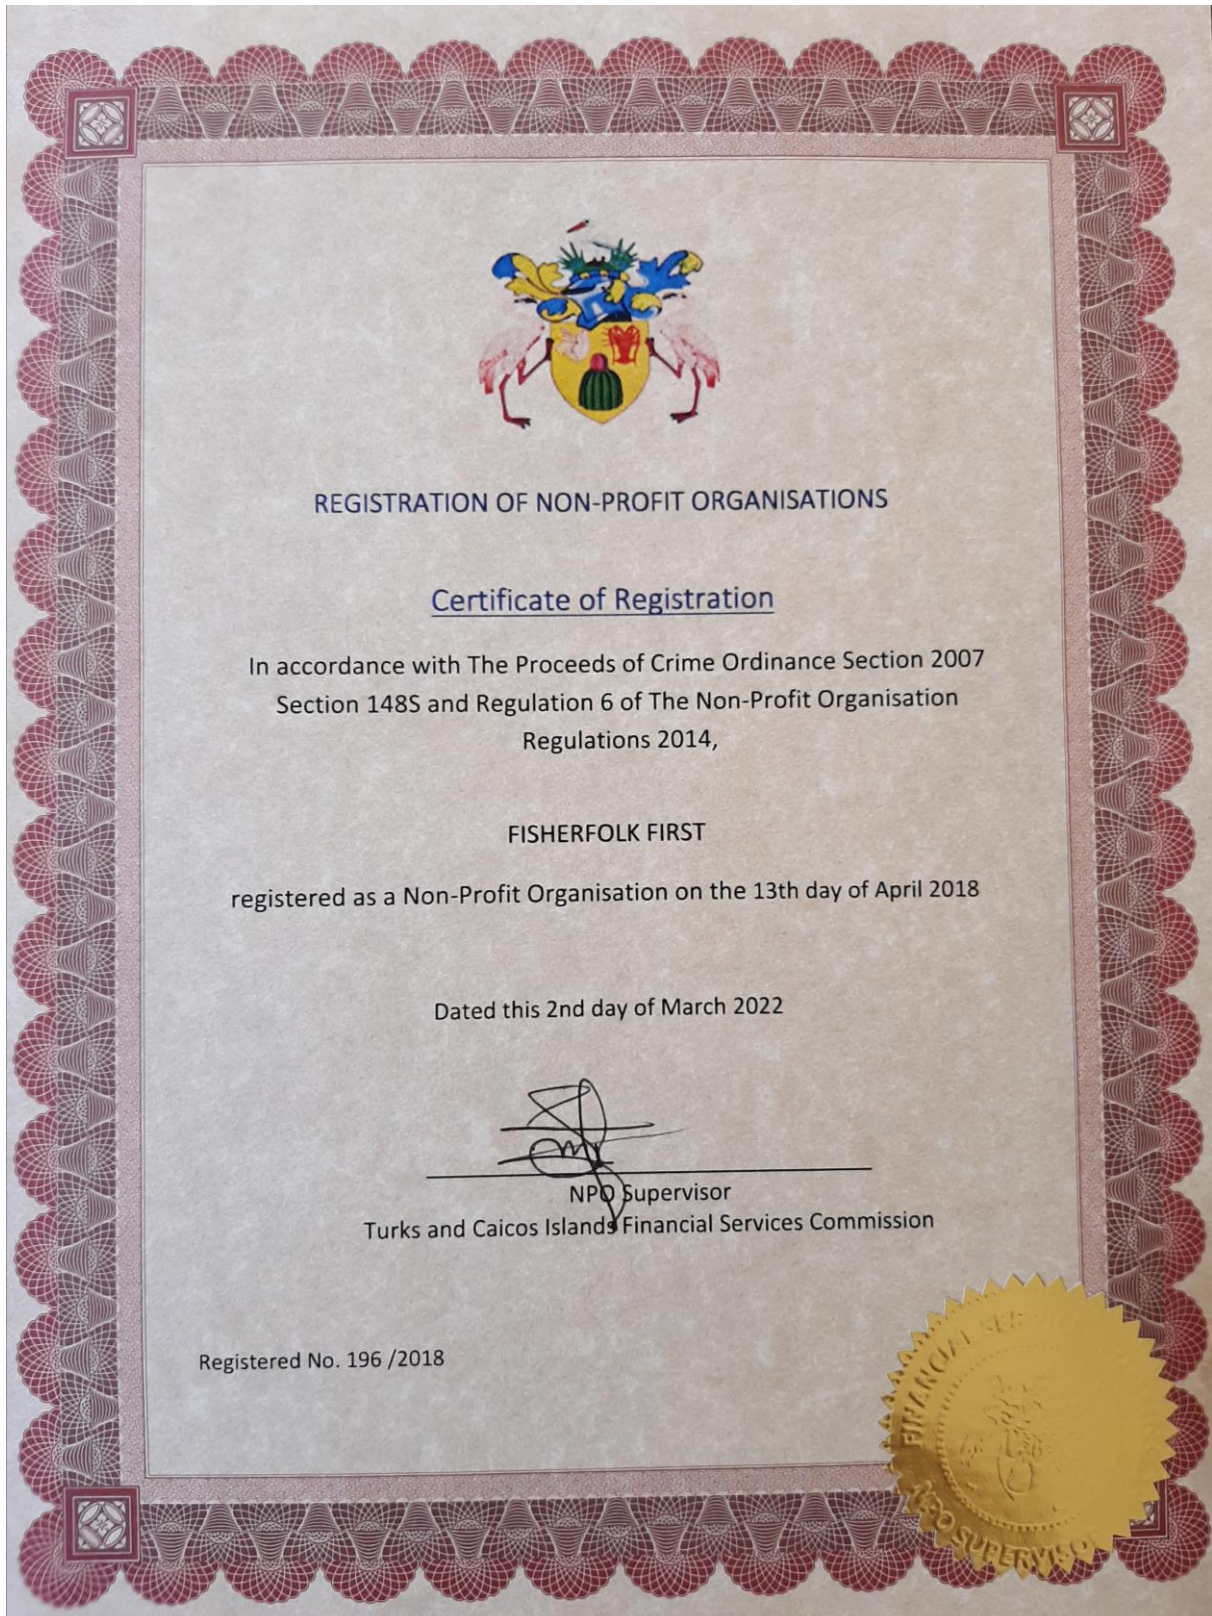 REGISTRATION OF NON-PROFIT ORGANISATIONS
Certificate of Registration
In accordance with The Proceeds of Crime Ordinance Section 2007
Section 148S and Regulation 6 of The Non-Profit Organisation
Regulations 2014,
FISHERFOLK FIRST
registered as a Non-Profit Organisation on the 13th day of April 2018
Dated this 2nd day of March 2022
NPO Supervisor
Turks and Caicos Islands Financial Services Commission
Registered No. 196 /2018
FINANCIAL
NPO SUPERVISOR